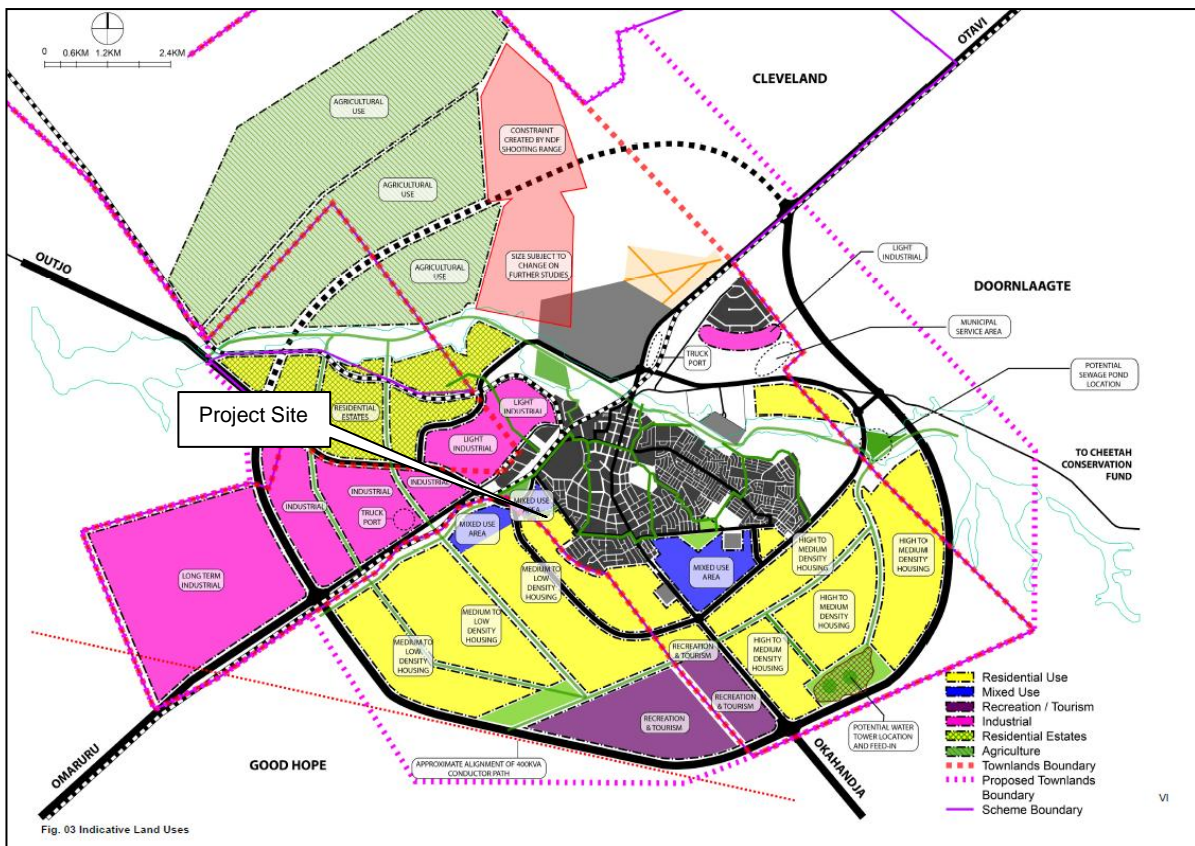 0 0.6KM 1.2KM 2.4KM
OTAVI
CLEVELAND
AGRICULTURAL
USE
CONSTRAINT
CREATED BY NDF
SHOOTING RANGE
AGRICULTURAL
USE
OUTJO
AGRICULTURAL
USE
SIZE SUBJECT
TO CHANGE ON
FURTHER STUDIES
LIGHT
INDUSTRIAL
DOORNLAAGTE
MUNICIPAL
SERVICE AREA
TRUCK
PORT
POTENTIAL
SEWAGE POND
LOCATION
Project Site
RESIDENTIAL
ESTATES
LIGHT
INDUSTRIAL
LIGHT
INDUSTRIAL
TO CHEETAH
CONSERVATION
FUND
INDUSTRIAL
INDUSTRIAL
INDUSTRIAL
TRUCK
PORT
MIXED USE
AREA
MIXED USE
AREA
MIXED USE
AREA
HIGH TO
MEDIUM
DENSITY
HOUSING
HIGH TO
MEDIUM
DENSITY
HOUSING
LONG TERM
INDUSTRIAL
MEDIUM TO
LOW
DENSITY
HOUSING
MEDIUM TO
LOW
DENSITY
HOUSING
MEDIUM TO
LOW
DENSITY
HOUSING
HIGH TO
MEDIUM
DENSITY
HOUSING
HIGH TO
MEDIUM
DENSITY
HOUSING
RECREATION
& TOURISM
RECREATION
& TOURISM
RECREATION
& TOURISM
POTENTIAL WATER
TOWER LOCATION
AND FEED-IN
APPROXIMATE ALIGNMENT OF 400KVA
CONDUCTOR PATH
OMARURU
GOOD HOPE
OKAHANDJA
Residential Use
Mixed Use
Recreation / Tourism
Industrial
Residential Estates
Agriculture
Townlands Boundary
Proposed Townlands
Boundary
Scheme Boundary
VI
Fig. 03 Indicative Land Uses